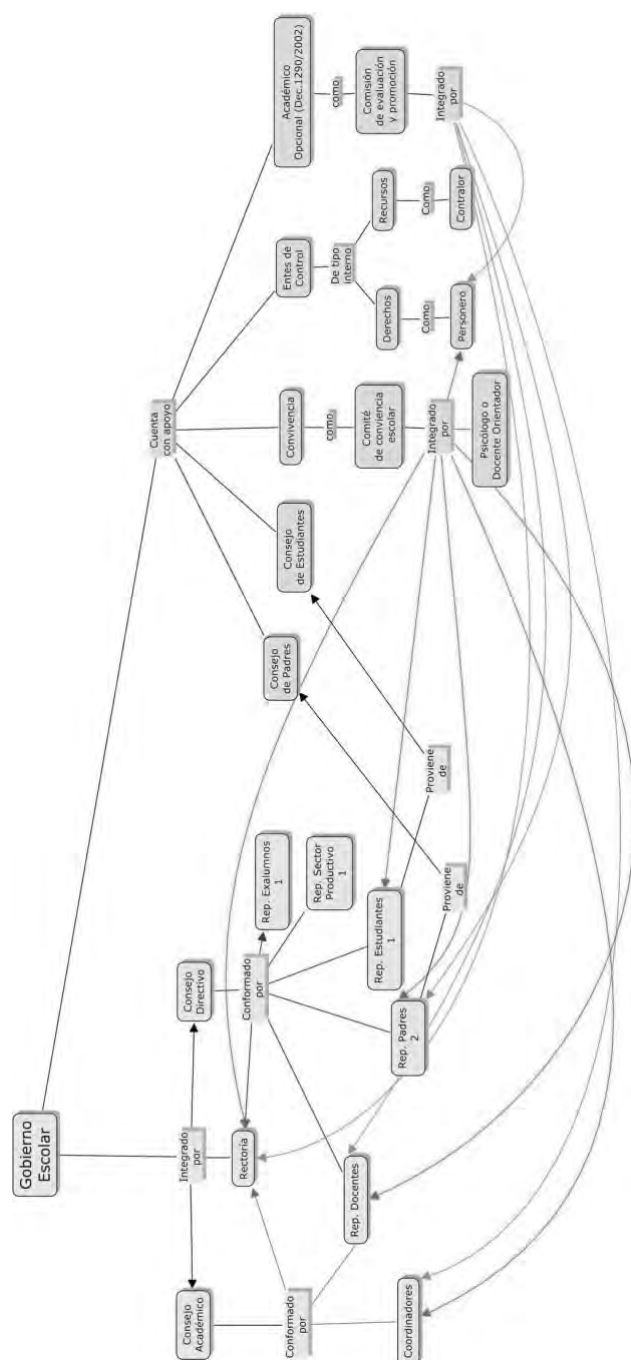 Gobierno
Escolar
Integrado
por
Consejo
Académico
Rectoría
Consejo
Directivo
Conformado
por
Conformado
por
Coordinadores
Rep. Docentes
Rep. Padres
2
Rep. Estudiantes
1
Rep. Sector
Productivo
1
Rep. Exalumnos
1
Proviene
de
Proviene
de
Cuenta
con apoyo
Consejo
de Padres
Consejo
de Estudiantes
Convivencia
como
Comité
de conviencia
escolar
Integrado
por
Psicólogo o
Docente Orientador
Entes de
Control
De tipo
interno
Derechos
Como
Personero
Recursos
Como
Contralor
Académico
Opcional (Dec.1290/2002)
como
Comisión
de evaluación
y promoción
Integrado
por